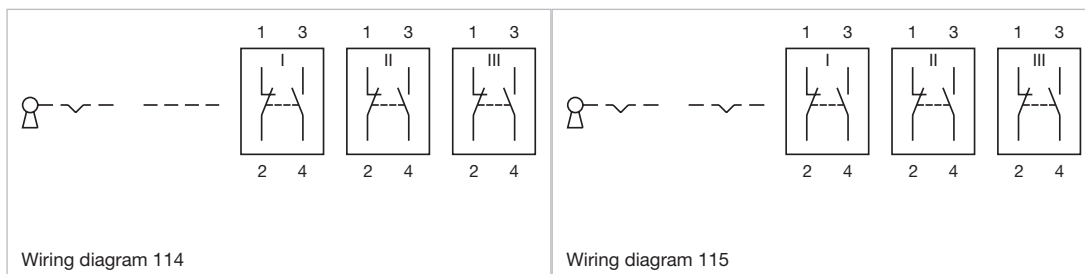 1 3 1 3 1 3
I II III
2 4 2 4 2 4
Wiring diagram 114
1 3 1 3 1 3
I II III
2 4 2 4 2 4
Wiring diagram 115